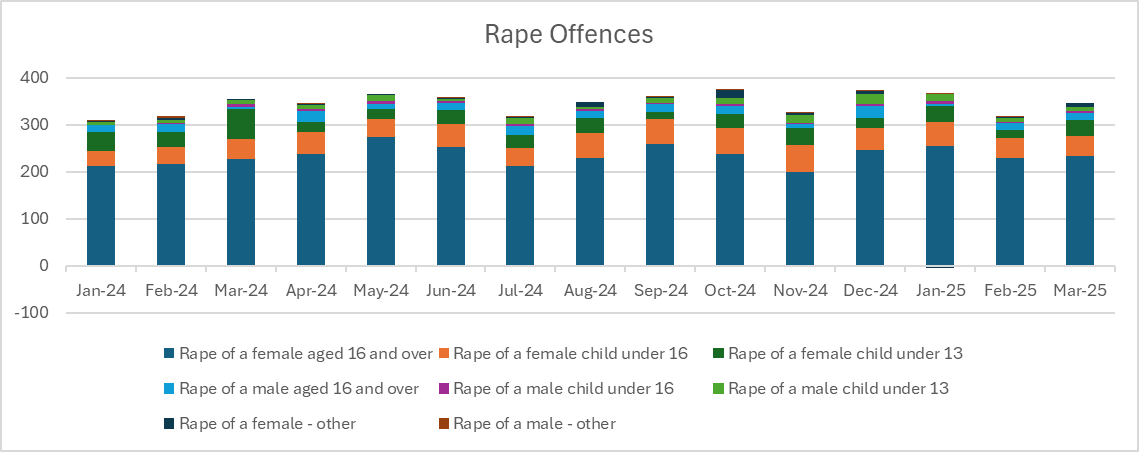 Rape Offences
400
300
200
100
0
Jan-24 Feb-24 Mar-24 Apr-24 May-24 Jun-24 Jul-24 Aug-24 Sep-24 Oct-24 Nov-24 Dec-24 Jan-25 Feb-25 Mar-25
-100
Rape of a female aged 16 and over Rape of a female child under 16 Rape of a female child under 13
Rape of a male aged 16 and over Rape of a male child under 16 Rape of a male child under 13
Rape of a female - other Rape of a male - other